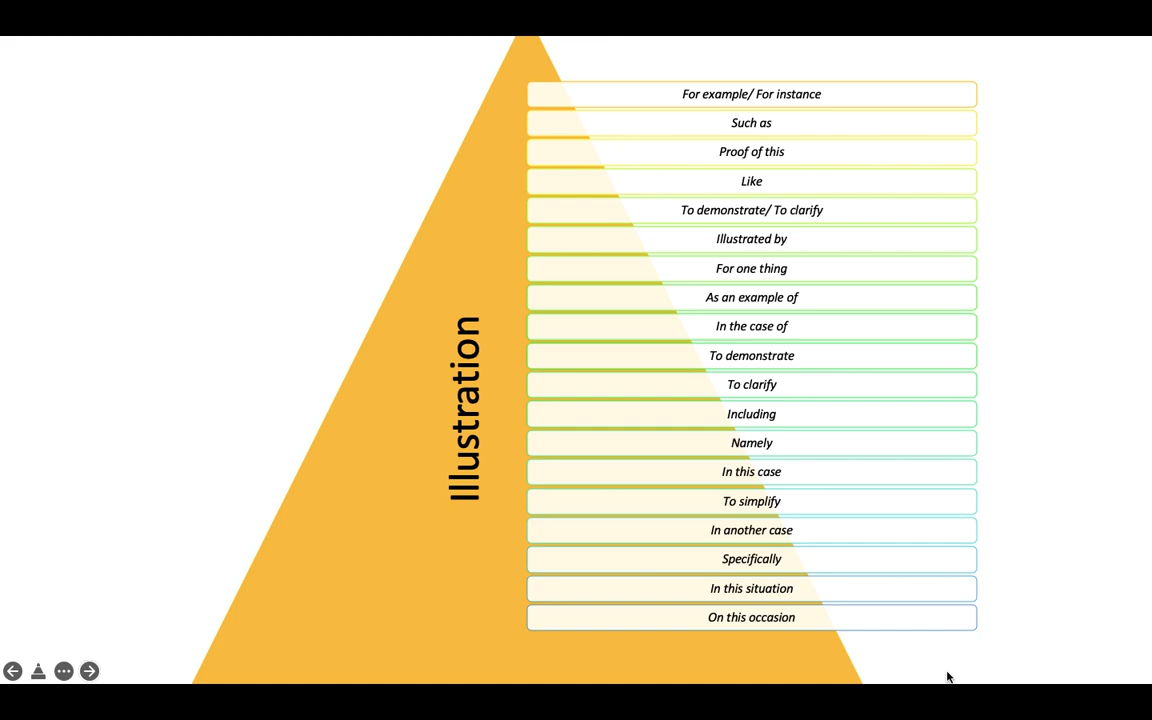 Illustration
For example/ For instance
Such as
Proof of this
Like
To demonstrate/ To clarify
Illustrated by
For one thing
As an example of
In the case of
To demonstrate
To clarify
Including
Namely
In this case
To simplify
In another case
Specifically
In this situation
On this occasion